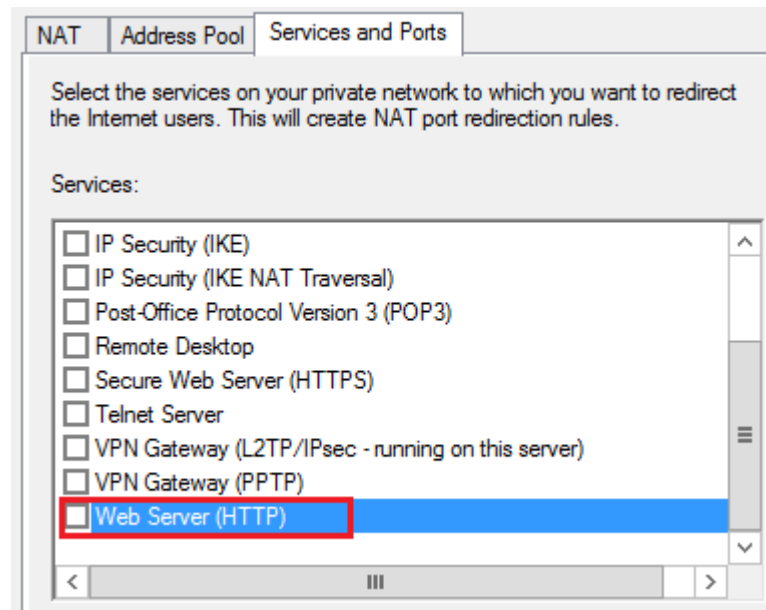 NAT Address Pool Services and Ports
Select the services on your private network to which you want to redirect
the Internet users. This will create NAT port redirection rules.
Services:
IP Security (IKE)
IP Security (IKE NAT Traversal)
Post-Office Protocol Version 3 (POP3)
Remote Desktop
Secure Web Server (HTTPS)
Telnet Server
VPN Gateway (L2TP/IPsec - running on this server)
VPN Gateway (PPTP)
Web Server (HTTP)